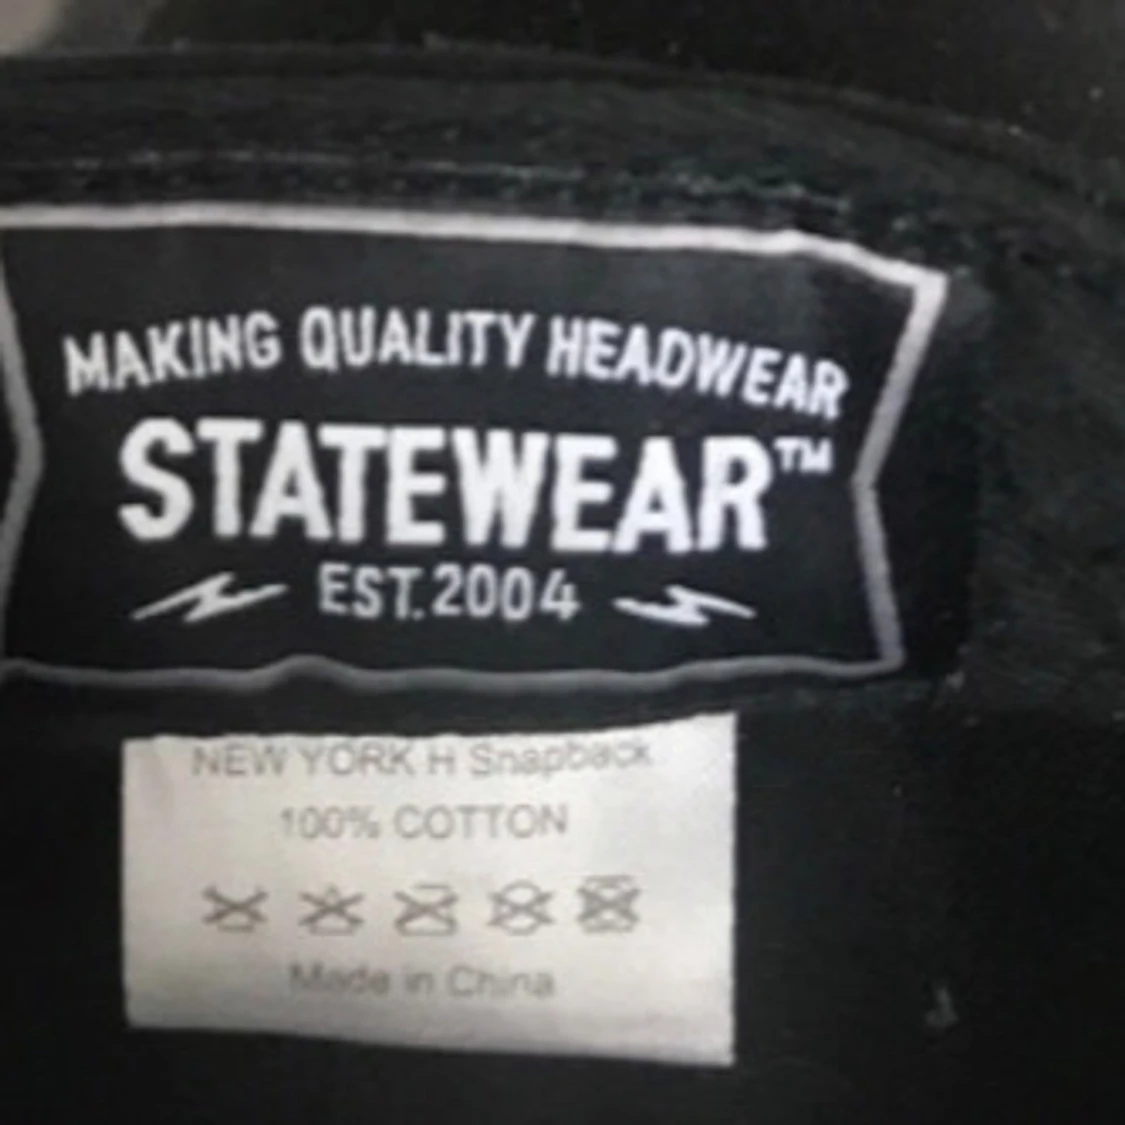 MAKING QUALITY HEADWEAR
STATEWEAR™
EST. 2004
NEW YORK H Snapback
100% COTTON
Made in China